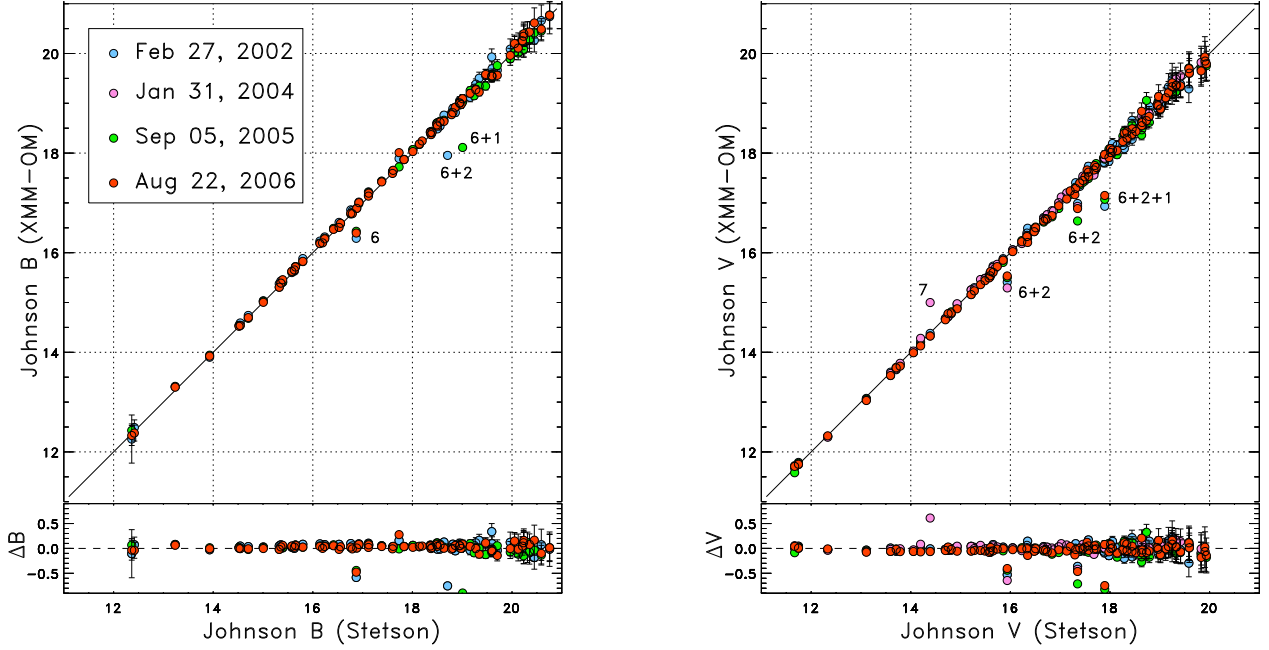 Feb 27, 2002
Jan 31, 2004
Sep 05, 2005
Aug 22, 2006
20
18
16
14
12
Johnson B (XMM-OM)
6+1
6+2
6
0.5
0.0
-0.5
ΔB
12 14 16 18 20
Johnson B (Stetson)
20
18
16
14
12
Johnson V (XMM-OM)
6+2+1
6+2
7
6+2
0.5
0.0
-0.5
ΔV
12 14 16 18 20
Johnson V (Stetson)